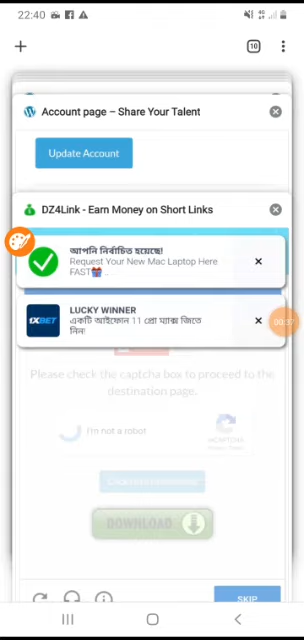 22:40
10
Account page – Share Your Talent
Update Account
DZ4Link - Earn Money on Short Links
আপনি নির্বাচিত হয়েছে!
Request Your New Mac Laptop Here
FAST🎁 .
1XBET
LUCKY WINNER
একটি আইফোন 11 প্রো ম্যাক্স জিতে
নিন!
00:37
Please check the captcha box to proceed to the
destination page.
I'm not a robot
reCAPTCHA
DOWNLOAD
SKIP